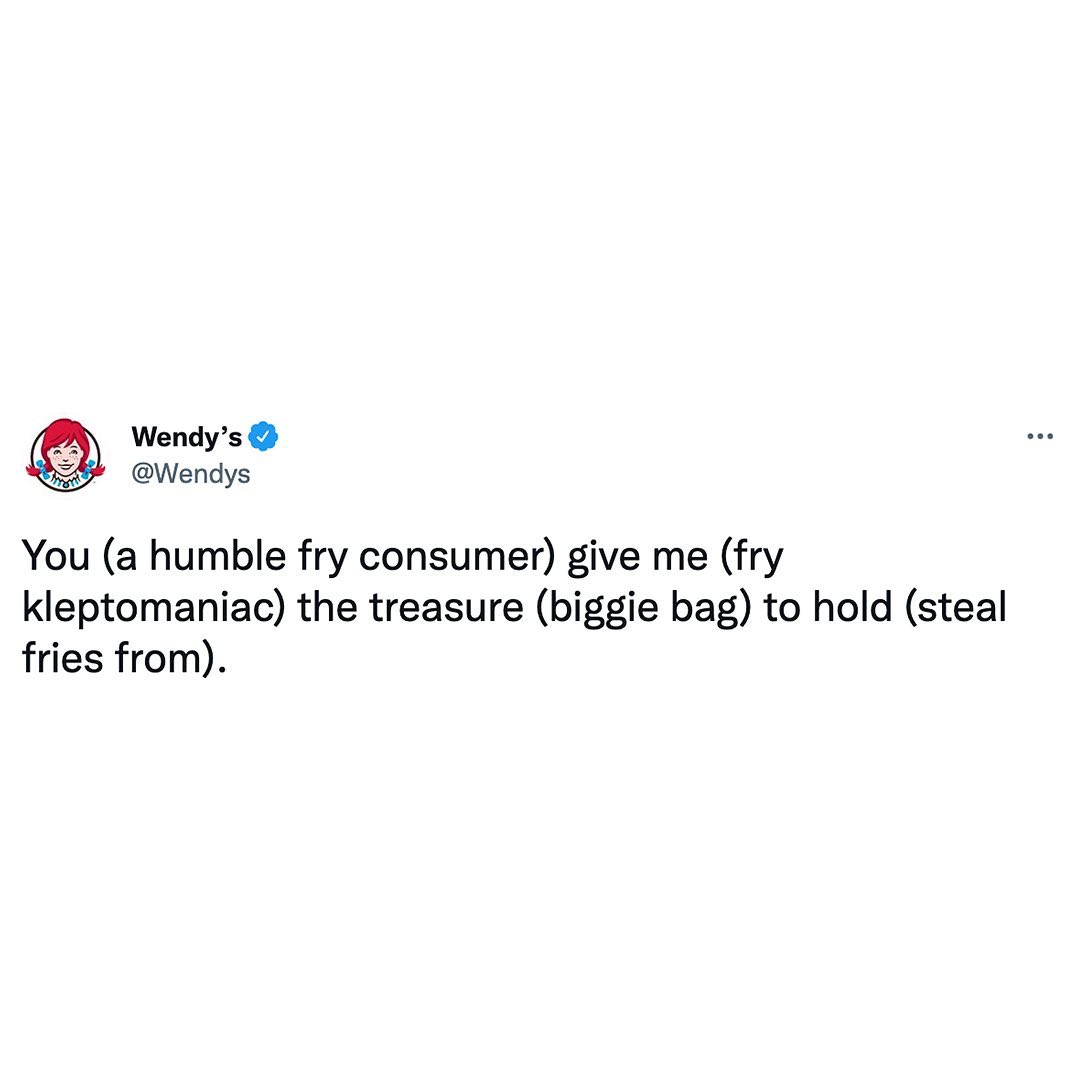 Wendy’s
@Wendys
You (a humble fry consumer) give me (fry
kleptomaniac) the treasure (biggie bag) to hold (steal
fries from).